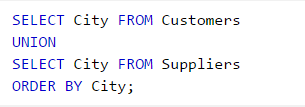 SELECT City FROM Customers
UNION
SELECT City FROM Suppliers
ORDER BY City;